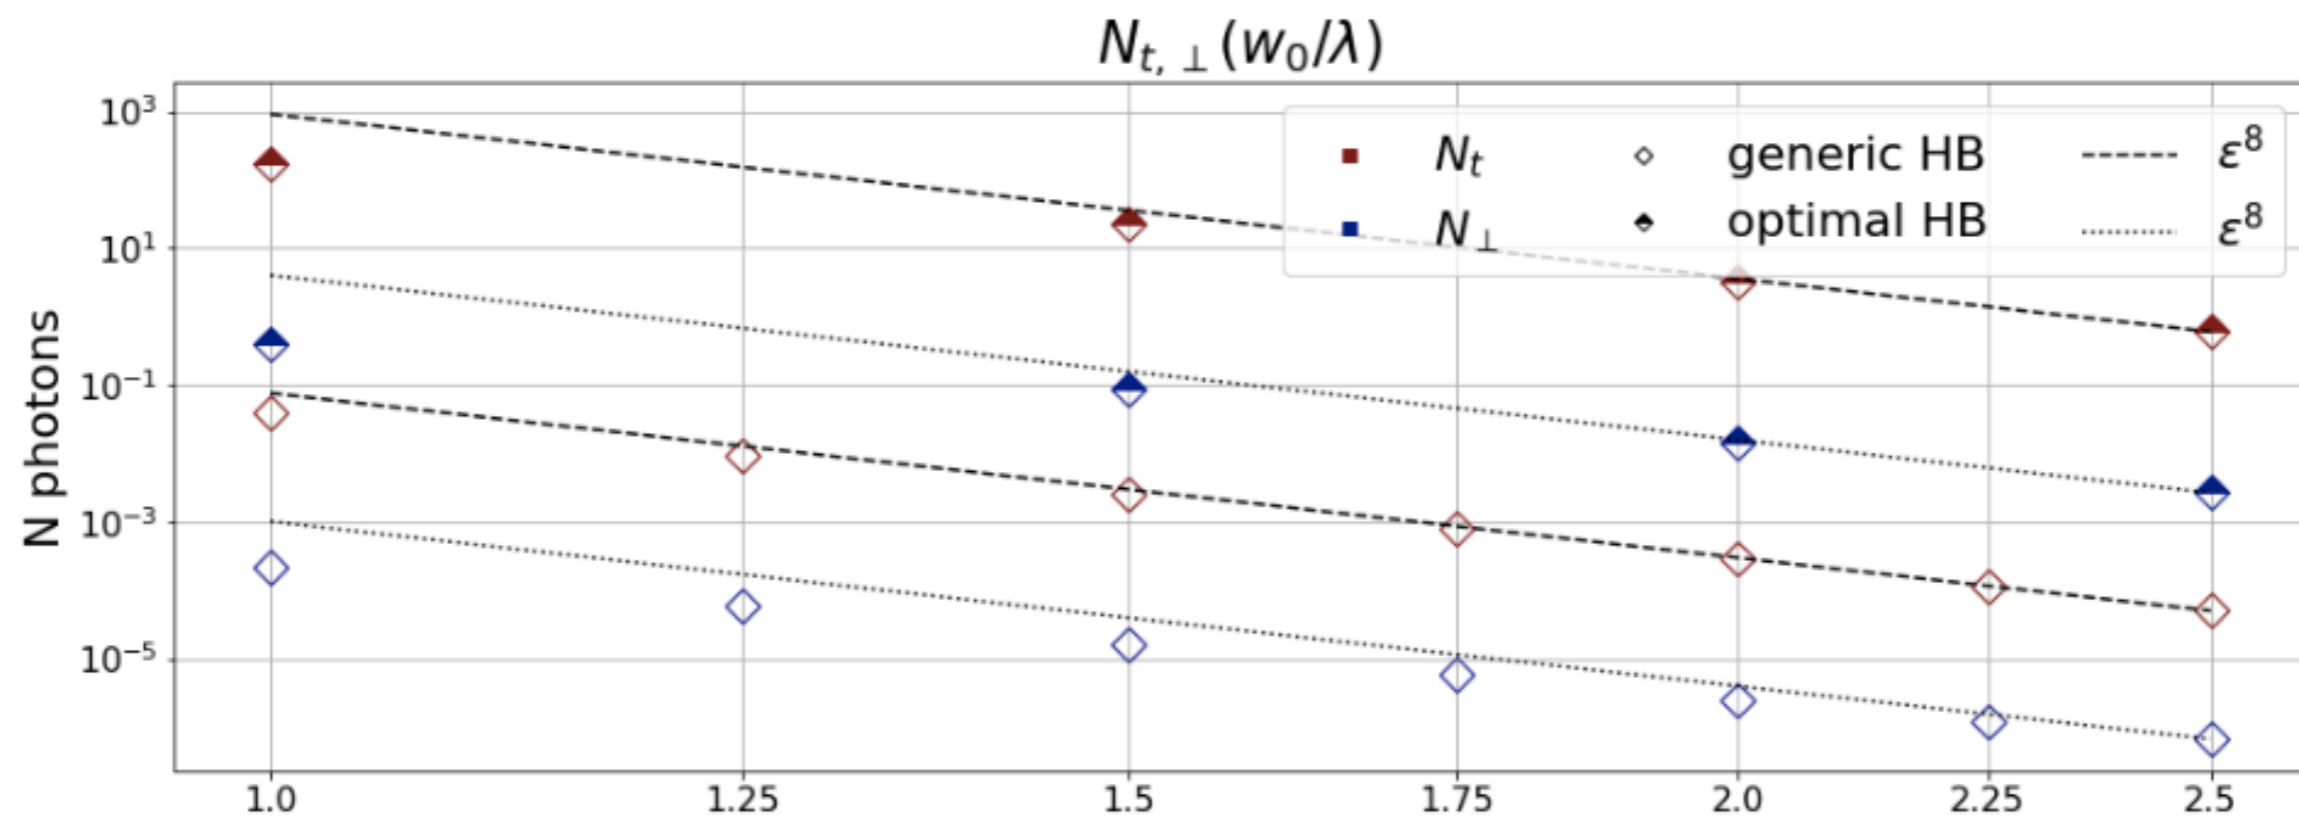 N_{t,⊥}(w_0/λ)
10^3
10^1
10^{-1}
10^{-3}
10^{-5}
N photons
N_t generic HB ε^8
N_⊥ optimal HB ε^8
1.0 1.25 1.5 1.75 2.0 2.25 2.5